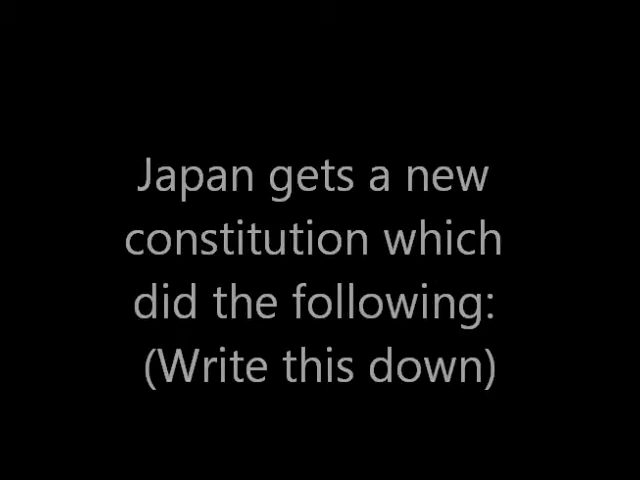 Japan gets a new
constitution which
did the following:
(Write this down)